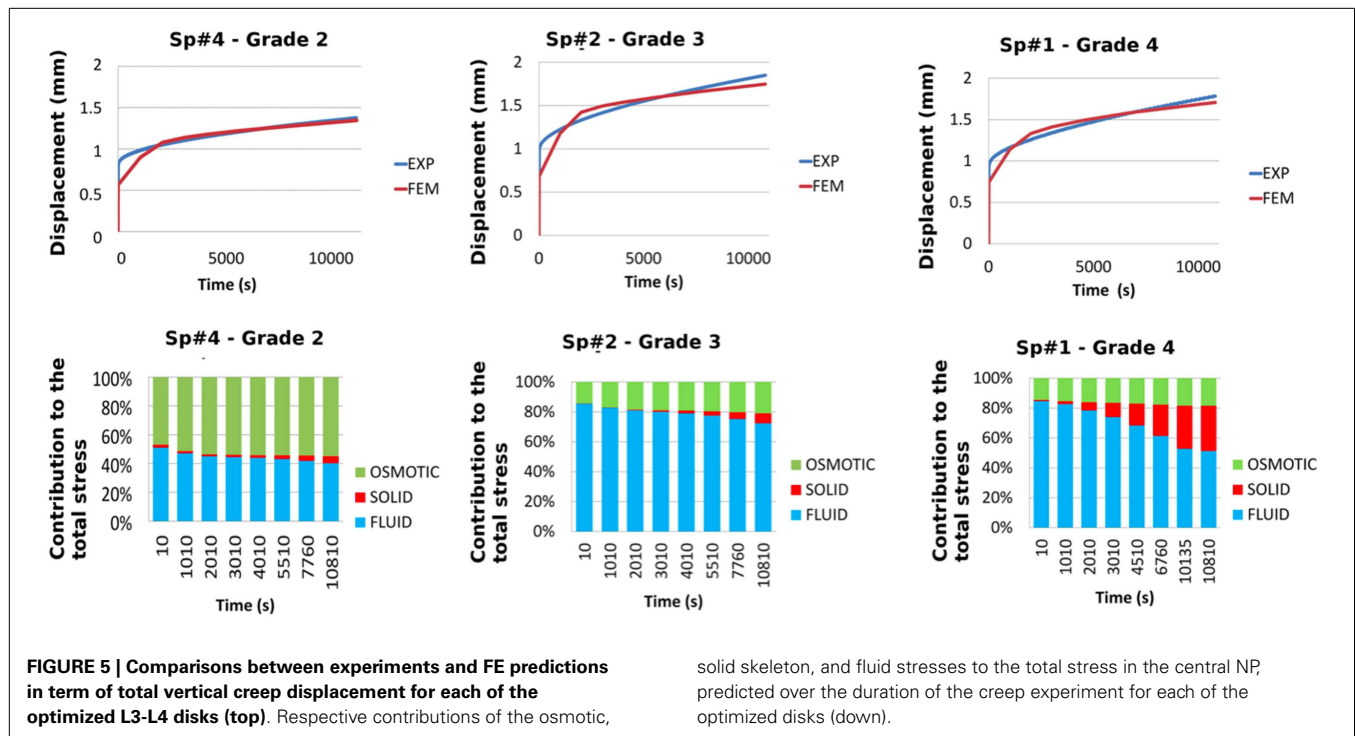 Sp#4 - Grade 2
Displacement (mm)
2
1.5
1
0.5
0
0
5000
10000
Time (s)
EXP
FEM
Sp#2 - Grade 3
Displacement (mm)
2
1.5
1
0.5
0
0
5000
10000
Time (s)
EXP
FEM
Sp#1 - Grade 4
Displacement (mm)
2
1.5
1
0.5
0
0
5000
10000
Time (s)
EXP
FEM
Sp#4 - Grade 2
Contribution to the
total stress
100%
80%
60%
40%
20%
0%
10
1010
2010
3010
4010
5510
7760
10810
Time (s)
OSMOTIC
SOLID
FLUID
Sp#2 - Grade 3
Contribution to the
total stress
100%
80%
60%
40%
20%
0%
10
1010
2010
3010
4010
5510
7760
10810
Time (s)
OSMOTIC
SOLID
FLUID
Sp#1 - Grade 4
Contribution to the
total stress
100%
80%
60%
40%
20%
0%
10
1010
2010
3010
4510
6760
10135
10810
Time (s)
OSMOTIC
SOLID
FLUID
FIGURE 5 | Comparisons between experiments and FE predictions
in term of total vertical creep displacement for each of the
optimized L3-L4 disks (top). Respective contributions of the osmotic,
solid skeleton, and fluid stresses to the total stress in the central NP,
predicted over the duration of the creep experiment for each of the
optimized disks (down).